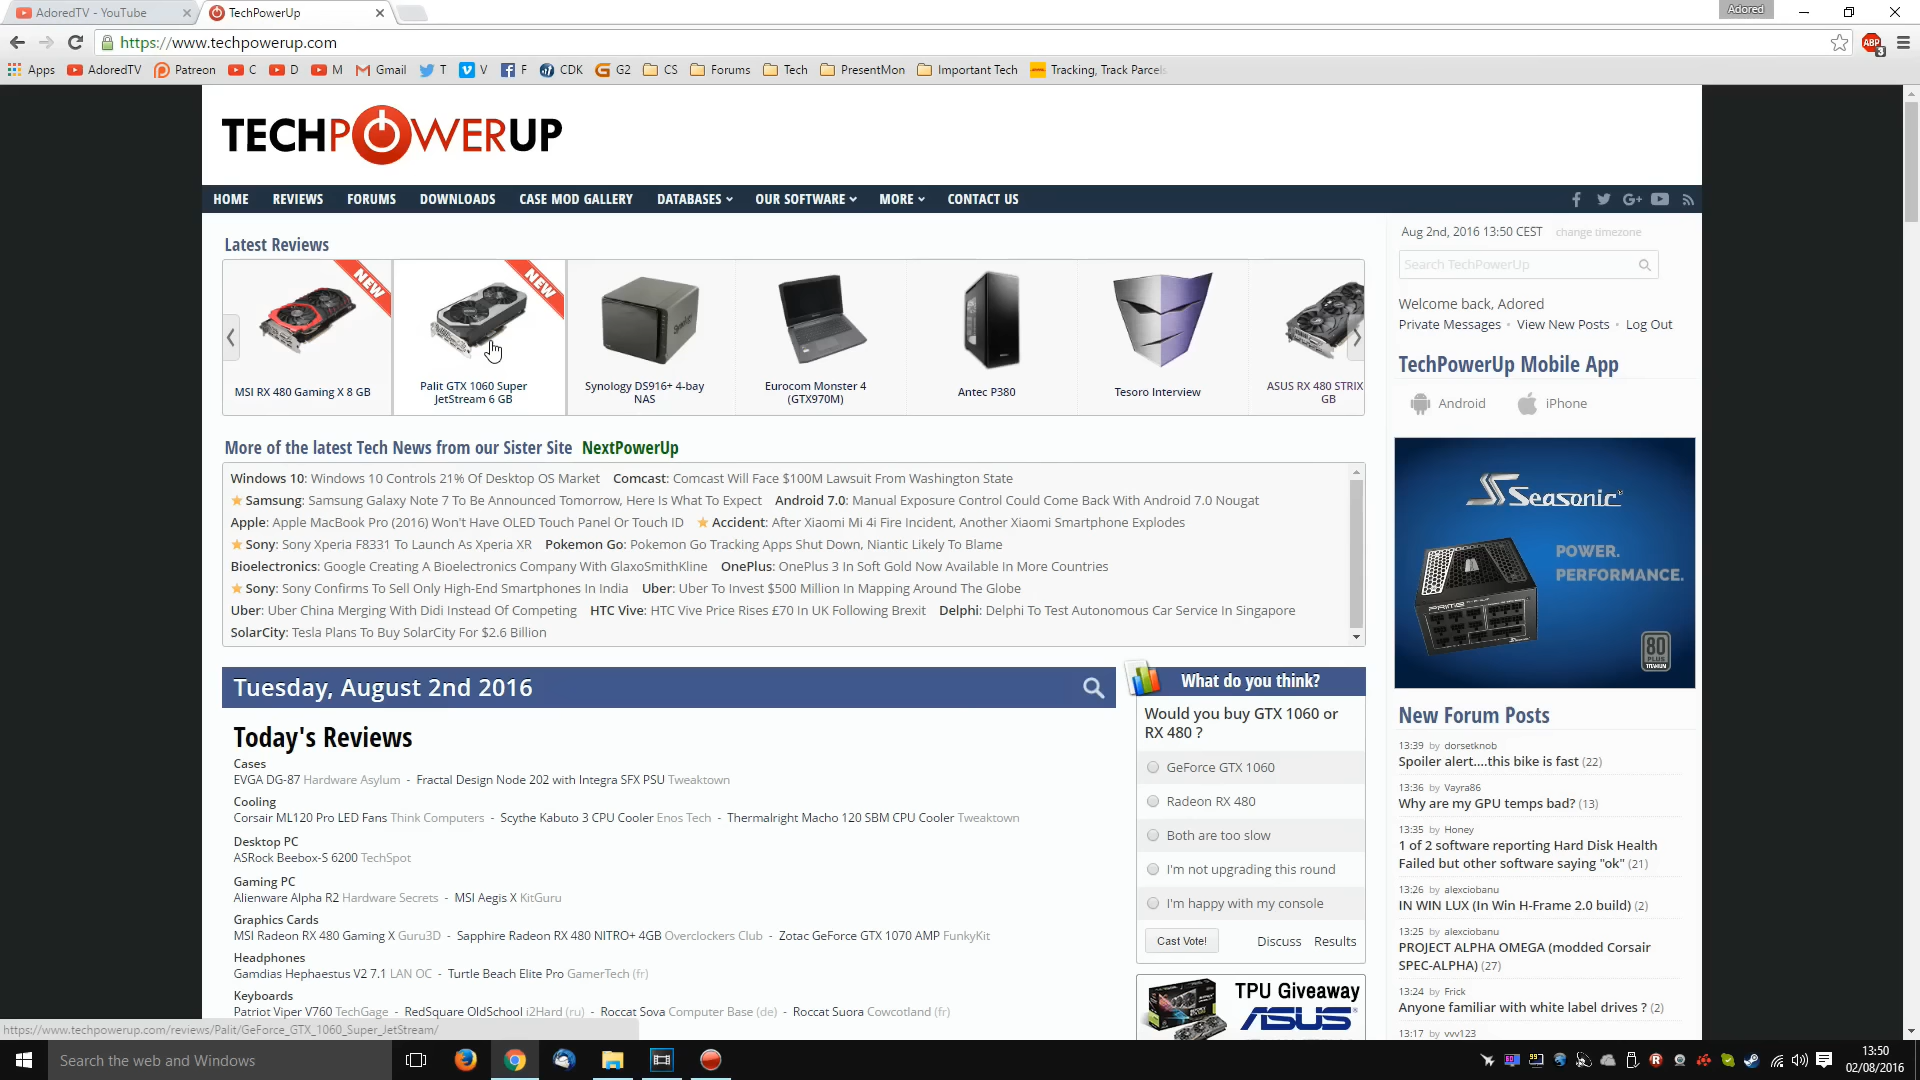 AdoredTV - YouTube
TechPowerUp
Adored
https://www.techpowerup.com
ABP
3
Apps AdoredTV Patreon C D M Gmail T V F CDK G2 CS Forums Tech PresentMon Important Tech Tracking, Track Parcels
TECHPOWERUP
HOME REVIEWS FORUMS DOWNLOADS CASE MOD GALLERY DATABASES OUR SOFTWARE MORE CONTACT US
Aug 2nd, 2016 13:50 CEST change timezone
Search TechPowerUp
Welcome back, Adored
Private Messages • View New Posts • Log Out
Latest Reviews
NEW
NEW
MSI RX 480 Gaming X 8 GB
Palit GTX 1060 Super
JetStream 6 GB
Synology DS916+ 4-bay
NAS
Eurocom Monster 4
(GTX970M)
Antec P380
Tesoro Interview
ASUS RX 480 STRIX
GB
TechPowerUp Mobile App
Android iPhone
More of the latest Tech News from our Sister Site NextPowerUp
Windows 10: Windows 10 Controls 21% Of Desktop OS Market Comcast: Comcast Will Face $100M Lawsuit From Washington State
Samsung: Samsung Galaxy Note 7 To Be Announced Tomorrow, Here Is What To Expect Android 7.0: Manual Exposure Control Could Come Back With Android 7.0 Nougat
Apple: Apple MacBook Pro (2016) Won't Have OLED Touch Panel Or Touch ID Accident: After Xiaomi Mi 4i Fire Incident, Another Xiaomi Smartphone Explodes
Sony: Sony Xperia F8331 To Launch As Xperia XR Pokemon Go: Pokemon Go Tracking Apps Shut Down, Niantic Likely To Blame
Bioelectronics: Google Creating A Bioelectronics Company With GlaxoSmithKline OnePlus: OnePlus 3 In Soft Gold Now Available In More Countries
Sony: Sony Confirms To Sell Only High-End Smartphones In India Uber: Uber To Invest $500 Million In Mapping Around The Globe
Uber: Uber China Merging With Didi Instead Of Competing HTC Vive: HTC Vive Price Rises £70 In UK Following Brexit Delphi: Delphi To Test Autonomous Car Service In Singapore
SolarCity: Tesla Plans To Buy SolarCity For $2.6 Billion
Seasonic
POWER.
PERFORMANCE.
80
PLUS
TITANIUM
Tuesday, August 2nd 2016
Today's Reviews
Cases
EVGA DG-87 Hardware Asylum - Fractal Design Node 202 with Integra SFX PSU Tweaktown
Cooling
Corsair ML120 Pro LED Fans Think Computers - Scythe Kabuto 3 CPU Cooler Enos Tech - Thermalright Macho 120 SBM CPU Cooler Tweaktown
Desktop PC
ASRock Beebox-S 6200 TechSpot
Gaming PC
Alienware Alpha R2 Hardware Secrets - MSI Aegis X KitGuru
Graphics Cards
MSI Radeon RX 480 Gaming X Guru3D - Sapphire Radeon RX 480 NITRO+ 4GB Overclockers Club - Zotac GeForce GTX 1070 AMP FunkyKit
Headphones
Gamdias Hephaestus V2 7.1 LAN OC - Turtle Beach Elite Pro GamerTech (fr)
Keyboards
Patriot Viper V760 TechGage - RedSquare OldSchool i2Hard (ru) - Roccat Sova Computer Base (de) - Roccat Suora Cowcotland (fr)
What do you think?
Would you buy GTX 1060 or
RX 480 ?
GeForce GTX 1060
Radeon RX 480
Both are too slow
I'm not upgrading this round
I'm happy with my console
Cast Vote! Discuss Results
TPU Giveaway
ASUS
New Forum Posts
13:39 by dorsetknob
Spoiler alert....this bike is fast (22)
13:36 by Vayra86
Why are my GPU temps bad? (13)
13:35 by Honey
1 of 2 software reporting Hard Disk Health
Failed but other software saying "ok" (21)
13:26 by alexciobanu
IN WIN LUX (In Win H-Frame 2.0 build) (2)
13:25 by alexciobanu
PROJECT ALPHA OMEGA (modded Corsair
SPEC-ALPHA) (27)
13:24 by Frick
Anyone familiar with white label drives ? (2)
13:17 by vvv123
https://www.techpowerup.com/reviews/Palit/GeForce_GTX_1060_Super_JetStream/
Search the web and Windows
13:50
02/08/2016